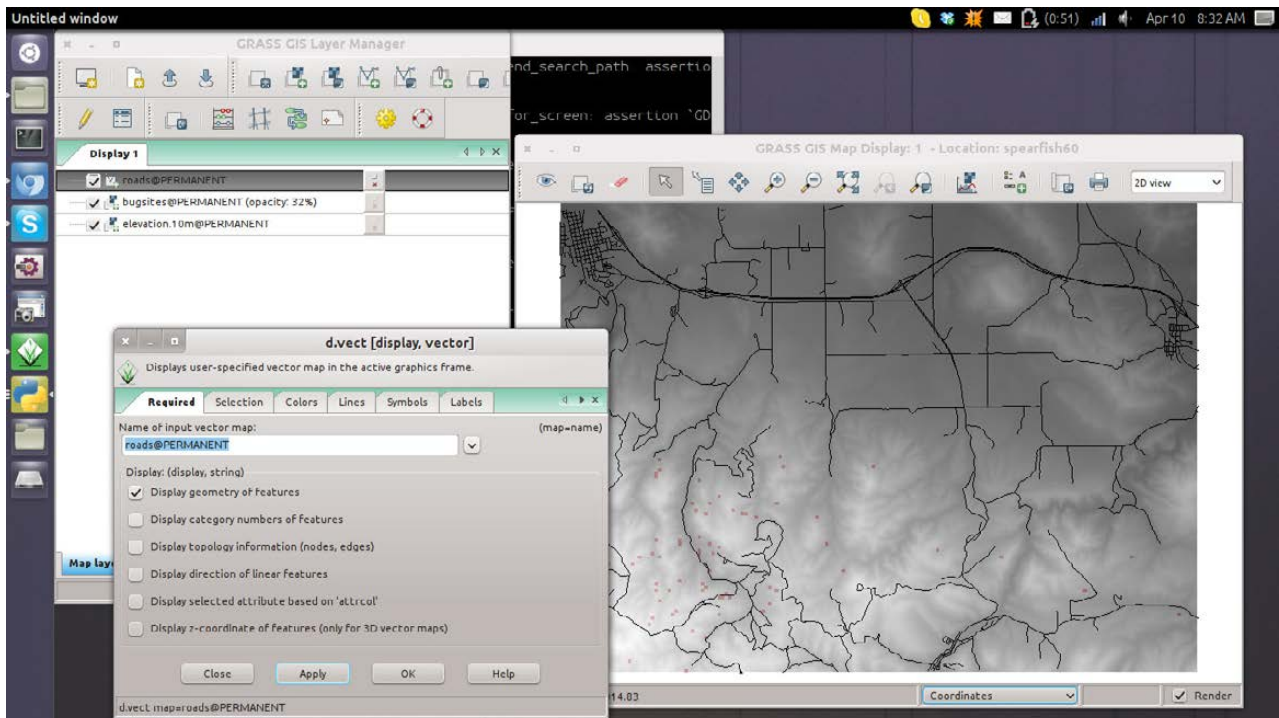 Untitled window
(0:51)
Apr 10 8:32 AM
GRASS GIS Layer Manager
end_search_path assertio
for_screen: assertion `GD
Display 1
roads@PERMANENT
bugsites@PERMANENT (opacity: 32%)
elevation.10m@PERMANENT
GRASS GIS Map Display: 1 - Location: spearfish60
2D view
d.vect [display, vector]
Displays user-specified vector map in the active graphics frame.
Required
Selection
Colors
Lines
Symbols
Labels
Name of input vector map:
(map=name)
roads@PERMANENT
Display: (display, string)
Display geometry of features
Display category numbers of features
Display topology information (nodes, edges)
Display direction of linear features
Display selected attribute based on 'attrcol'
Display z-coordinate of features (only for 3D vector maps)
Map laye
Close
Apply
OK
Help
d.vect map=roads@PERMANENT
14.83
Coordinates
Render